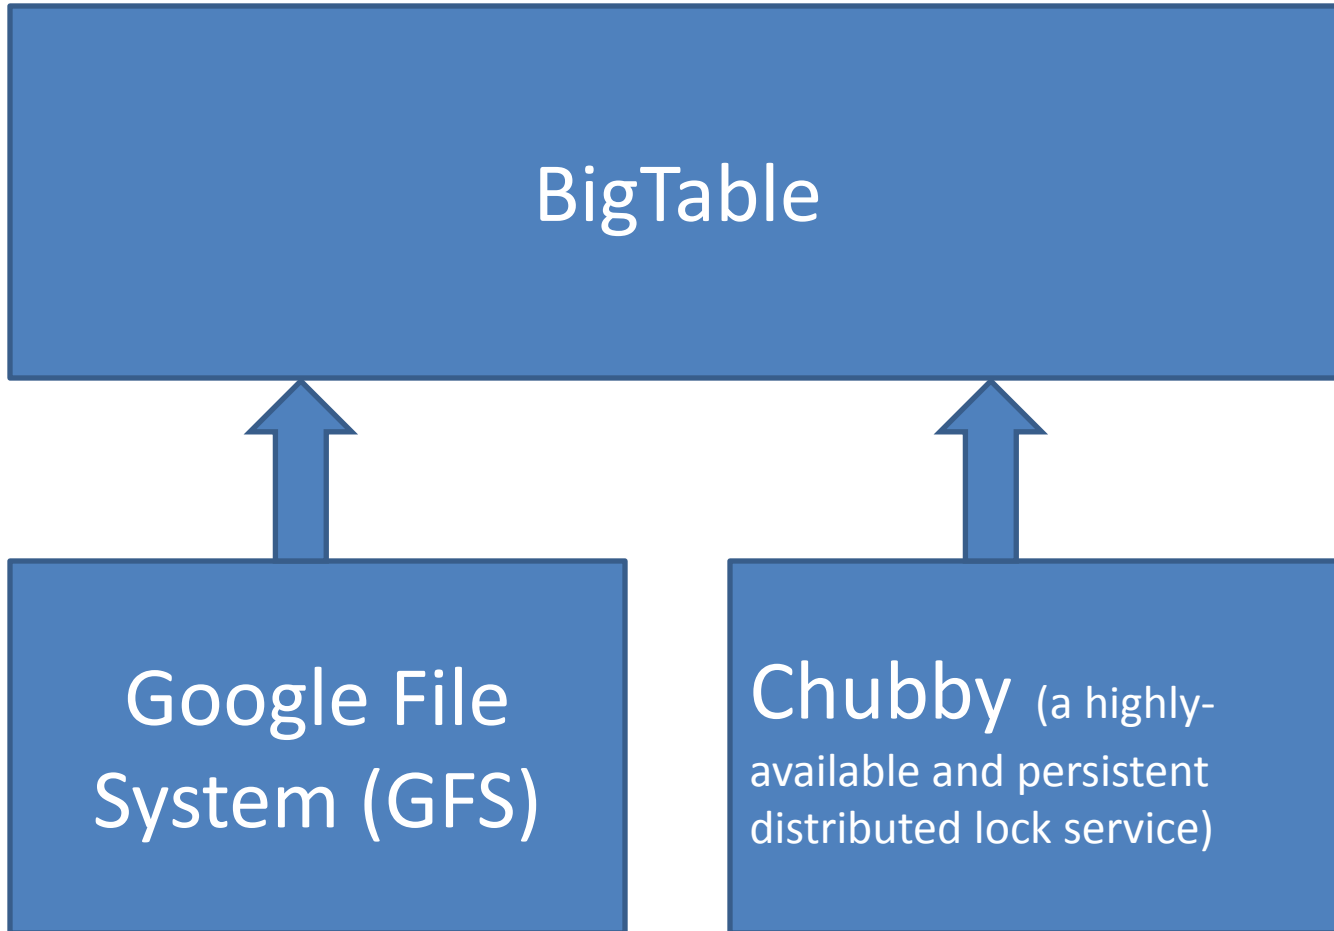 BigTable
Google File
System (GFS)
Chubby (a highly-
available and persistent
distributed lock service)